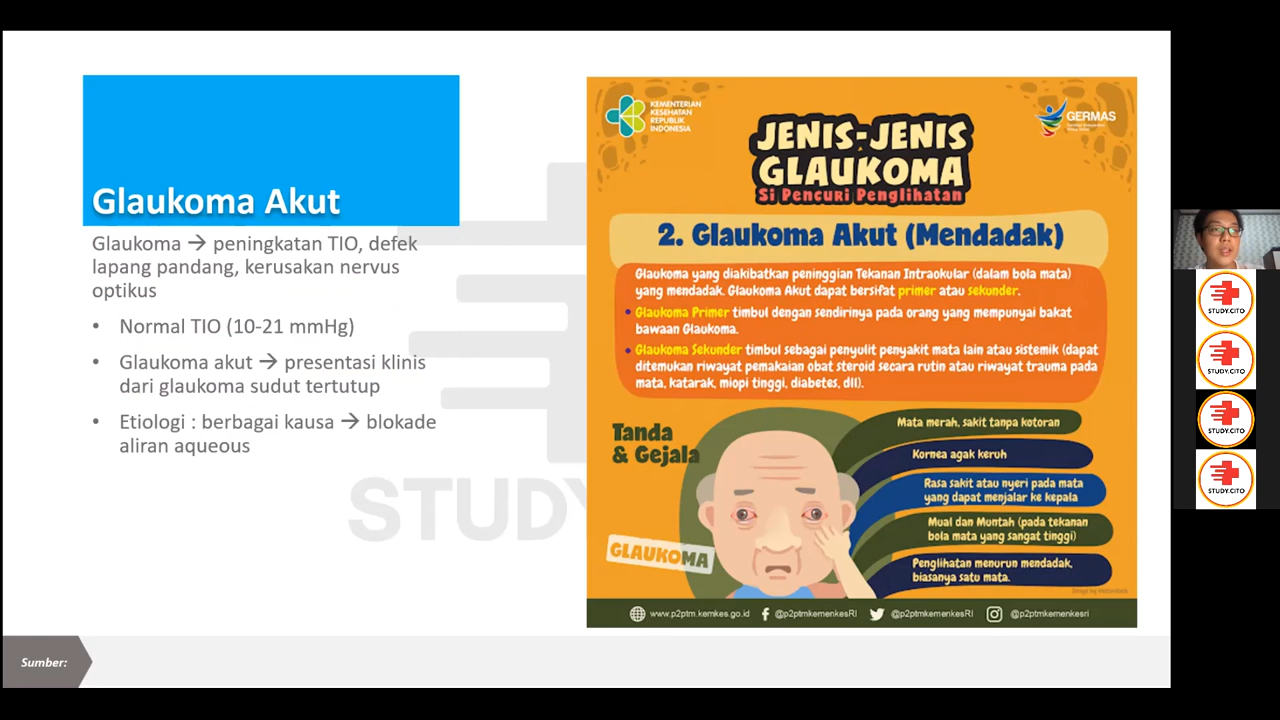 Glaukoma Akut
Glaukoma → peningkatan TIO, defek
lapang pandang, kerusakan nervus
optikus
• Normal TIO (10-21 mmHg)
• Glaukoma akut → presentasi klinis
dari glaukoma sudut tertutup
• Etiologi : berbagai kausa → blokade
aliran aqueous
STUDY.
Sumber:
KEMENTERIAN
KESEHATAN
REPUBLIK
INDONESIA
GERMAS
JENIS-JENIS
GLAUKOMA
Si Pencuri Penglihatan
2. Glaukoma Akut (Mendadak)
Glaukoma yang diakibatkan peninggian Tekanan Intraokular (dalam bola mata)
yang mendadak. Glaukoma Akut dapat bersifat primer atau sekunder.
• Glaukoma Primer timbul dengan sendirinya pada orang yang mempunyai bakat
bawaan Glaukoma.
• Glaukoma Sekunder timbul sebagai penyulit penyakit mata lain atau sistemik (dapat
ditemukan riwayat pemakaian obat steroid secara rutin atau riwayat trauma pada
mata, katarak, miopi tinggi, diabetes, dll).
Tanda
& Gejala
Mata merah, sakit tanpa kotoran
Kornea agak keruh
Rasa sakit atau nyeri pada mata
yang dapat menjalar ke kepala
Mual dan Muntah (pada tekanan
bola mata yang sangat tinggi)
Penglihatan menurun mendadak,
biasanya satu mata.
GLAUKOMA
www.p2ptm.kemkes.go.id
@p2ptmkemenkesRI
@p2ptmkemenkesRI
@p2ptmkemenkesri
STUDY.CITO
STUDY.CITO
STUDY.CITO
STUDY.CITO